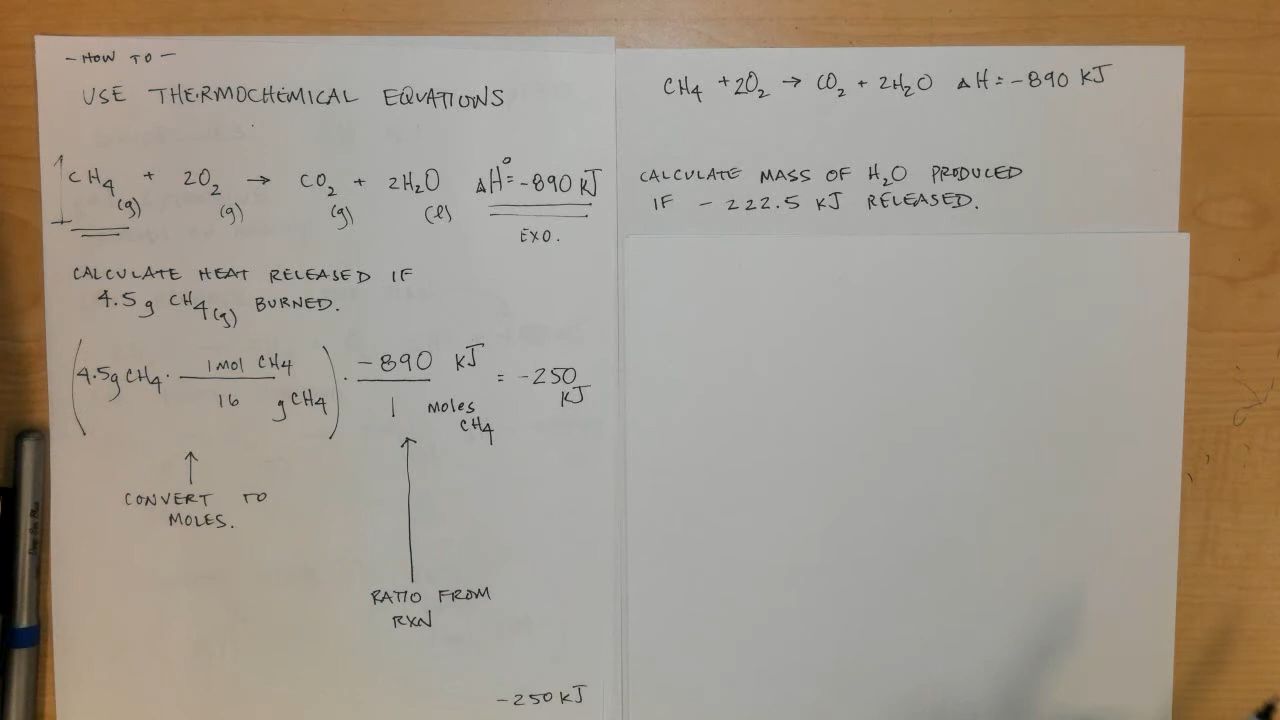 - HOW TO -
USE THERMOCHEMICAL EQUATIONS
CH₄(g) + 2O₂(g) → CO₂(g) + 2H₂O(l) ΔH° = -890 kJ
EXO.
CALCULATE HEAT RELEASED IF
4.5g CH₄(g) BURNED.
(4.5g CH₄ · 1 mol CH₄ / 16 g CH₄) · -890 kJ / 1 moles CH₄ = -250 kJ
CONVERT TO
MOLES.
RATIO FROM
RXN
-250 kJ
CH₄ + 2O₂ → CO₂ + 2H₂O ΔH = -890 kJ
CALCULATE MASS OF H₂O PRODUCED
IF -222.5 kJ RELEASED.